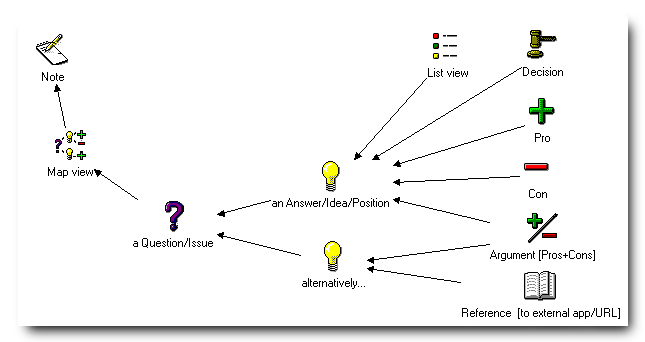 Note
List view
Decision
Pro
Map view
Con
an Answer/Idea/Position
a Question/Issue
Argument [Pros+Cons]
alternatively...
Reference [to external app/URL]